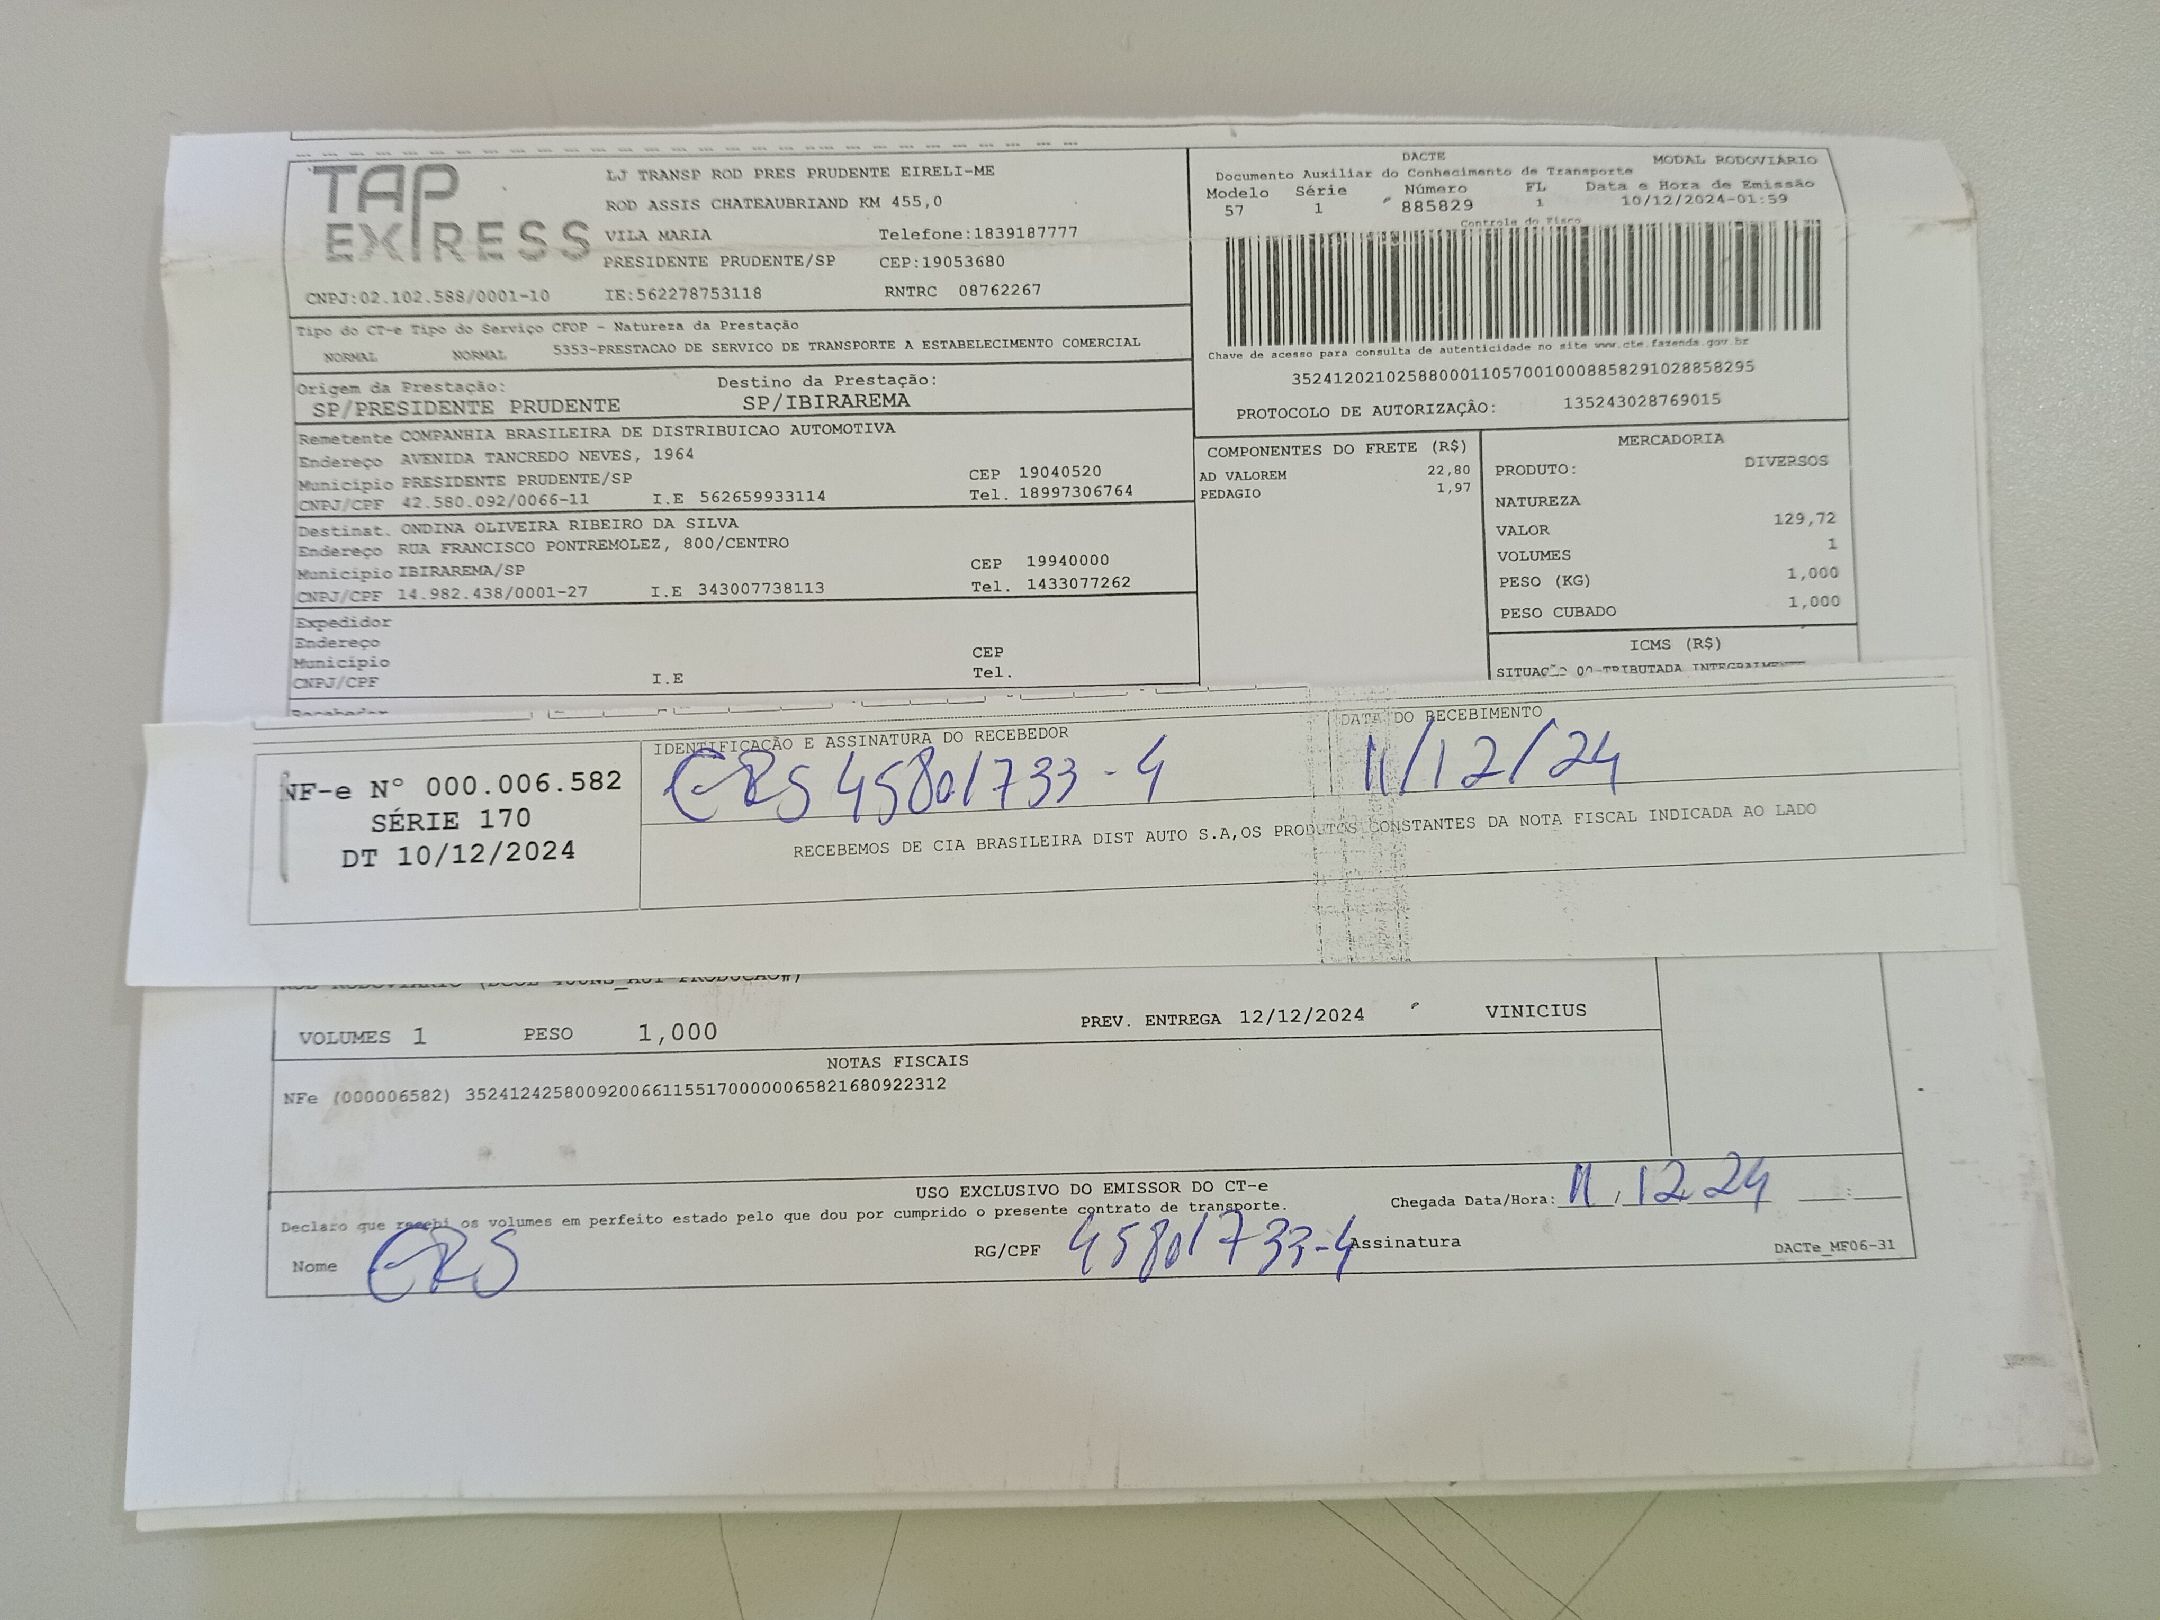 TAP EXPRESS
LJ TRANSP ROD PRES PRUDENTE EIRELI-ME
ROD ASSIS CHATEAUBRIAND KM 455,0
VILA MARIA Telefone:1839187777
PRESIDENTE PRUDENTE/SP CEP:19053680
CNPJ:02.102.588/0001-10 IE:562278753118 RNTRC 08762267
DACTE MODAL RODOVIÁRIO
Documento Auxiliar do Conhecimento de Transporte
Modelo Série Número FL Data e Hora de Emissão
57 1 885829 1 10/12/2024-01:59
Controle do Fisco
Chave de acesso para consulta de autenticidade no site www.cte.fazenda.gov.br
35241202102588000110570010008858291028858295
PROTOCOLO DE AUTORIZAÇÃO: 135243028769015
Tipo do CT-e Tipo do Serviço CFOP - Natureza da Prestação
NORMAL NORMAL 5353-PRESTACAO DE SERVICO DE TRANSPORTE A ESTABELECIMENTO COMERCIAL
Origem da Prestação: Destino da Prestação:
SP/PRESIDENTE PRUDENTE SP/IBIRAREMA
Remetente COMPANHIA BRASILEIRA DE DISTRIBUICAO AUTOMOTIVA
Endereço AVENIDA TANCREDO NEVES, 1964
Município PRESIDENTE PRUDENTE/SP CEP 19040520
CNPJ/CPF 42.580.092/0066-11 I.E 562659933114 Tel. 18997306764
Destinat. ONDINA OLIVEIRA RIBEIRO DA SILVA
Endereço RUA FRANCISCO PONTREMOLEZ, 800/CENTRO
Município IBIRAREMA/SP CEP 19940000
CNPJ/CPF 14.982.438/0001-27 I.E 343007738113 Tel. 1433077262
Expedidor
Endereço
Município CEP
CNPJ/CPF I.E Tel.
COMPONENTES DO FRETE (R$)
AD VALOREM 22,80
PEDAGIO 1,97
MERCADORIA
PRODUTO: DIVERSOS
NATUREZA
VALOR 129,72
VOLUMES 1
PESO (KG) 1,000
PESO CUBADO 1,000
ICMS (R$)
SITUAÇÃO 00-TRIBUTADA INTEGRALMENTE
Recebedor
NF-e Nº 000.006.582
SÉRIE 170
DT 10/12/2024
IDENTIFICAÇÃO E ASSINATURA DO RECEBEDOR
ERS 45801733-4
DATA DO RECEBIMENTO
11/12/24
RECEBEMOS DE CIA BRASILEIRA DIST AUTO S.A,OS PRODUTOS CONSTANTES DA NOTA FISCAL INDICADA AO LADO
VOLUMES 1 PESO 1,000 PREV. ENTREGA 12/12/2024 VINICIUS
NOTAS FISCAIS
NFe (000006582) 35241242580092006611551700000065821680922312
USO EXCLUSIVO DO EMISSOR DO CT-e
Declaro que recebi os volumes em perfeito estado pelo que dou por cumprido o presente contrato de transporte.
Chegada Data/Hora: 11/12 24 :
Nome ERS RG/CPF 45801733-4 Assinatura
DACTe_MF06-31